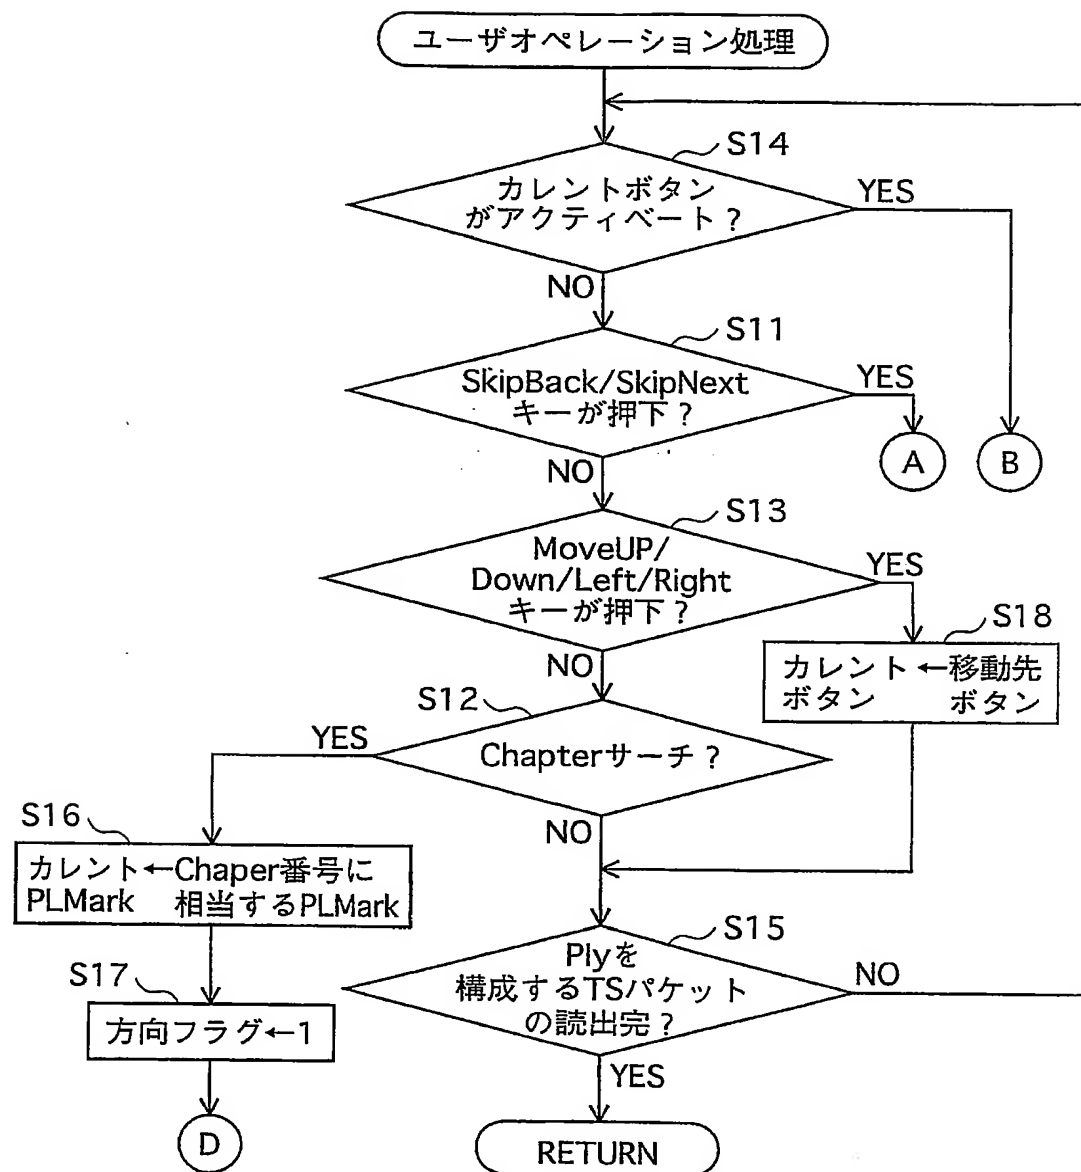 ユーザオペレーション処理
S14
カレントボタン
がアクティベート?
YES
NO
S11
SkipBack/SkipNext
キーが押下?
YES
NO
A
B
S13
MoveUP/
Down/Left/Right
キーが押下?
YES
NO
S18
カレント←移動先
ボタン ボタン
S12
Chapterサーチ?
YES
NO
S16
カレント←Chaper番号に
PLMark 相当するPLMark
S17
方向フラグ←1
D
S15
PIyを
構成するTSパケット
の読出完?
NO
YES
RETURN